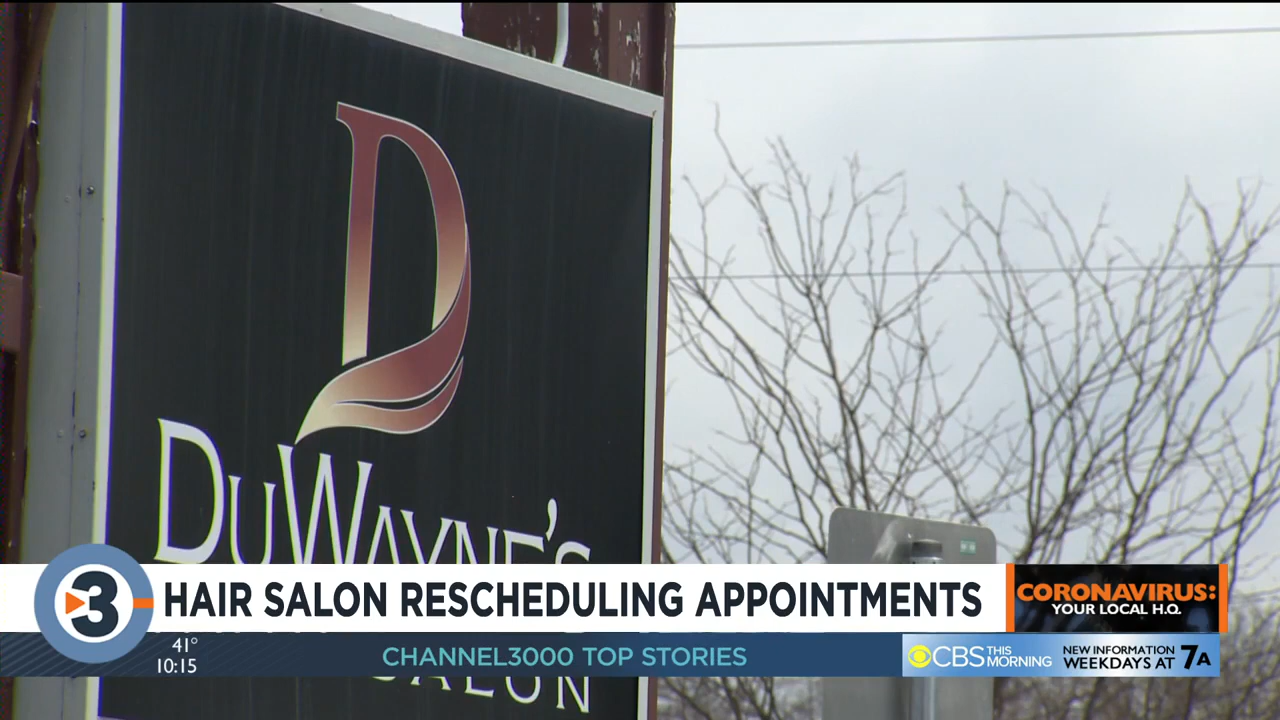 D
DUWAYNE'S
SALON
3
HAIR SALON RESCHEDULING APPOINTMENTS
CORONAVIRUS:
YOUR LOCAL H.Q.
41°
10:15
CHANNEL3000 TOP STORIES
CBS THIS MORNING
NEW INFORMATION
WEEKDAYS AT 7A